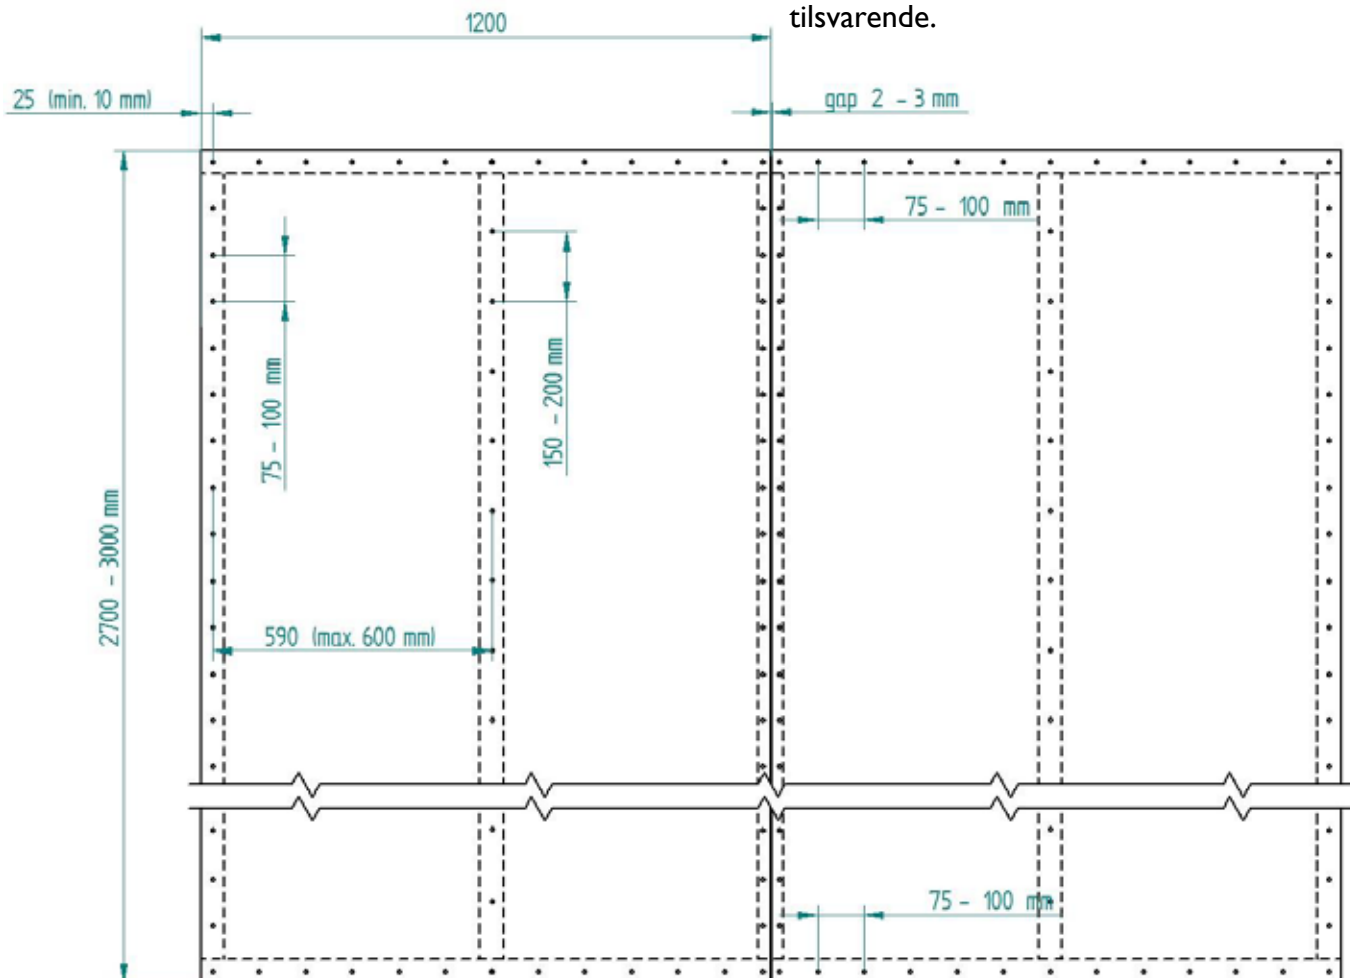 tilsvarende.
1200
25 (min. 10 mm)
gap 2 - 3 mm
75 - 100 mm
75 - 100 mm
150 - 200 mm
2700 - 3000 mm
590 (max. 600 mm)
75 - 100 mm